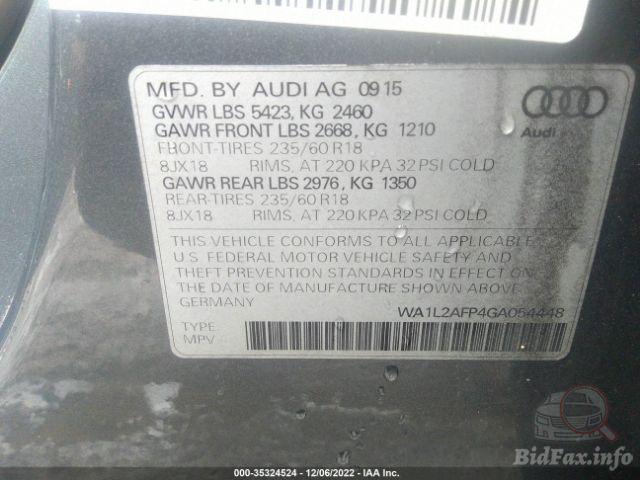 MFD. BY AUDI AG 09 15
GVWR LBS 5423, KG 2460
GAWR FRONT LBS 2668, KG 1210
FRONT-TIRES 235/60 R18
8JX18 RIMS, AT 220 KPA 32 PSI COLD
GAWR REAR LBS 2976, KG 1350
REAR-TIRES 235/60 R18
8JX18 RIMS, AT 220 KPA 32 PSI COLD
Audi
THIS VEHICLE CONFORMS TO ALL APPLICABLE
U.S. FEDERAL MOTOR VEHICLE SAFETY AND
THEFT PREVENTION STANDARDS IN EFFECT ON
THE DATE OF MANUFACTURE SHOWN ABOVE.
GERMANY
WA1L2AFP4GA054448
TYPE
MPV
BidFax.info
000-35324524 - 12/06/2022 - IAA Inc.